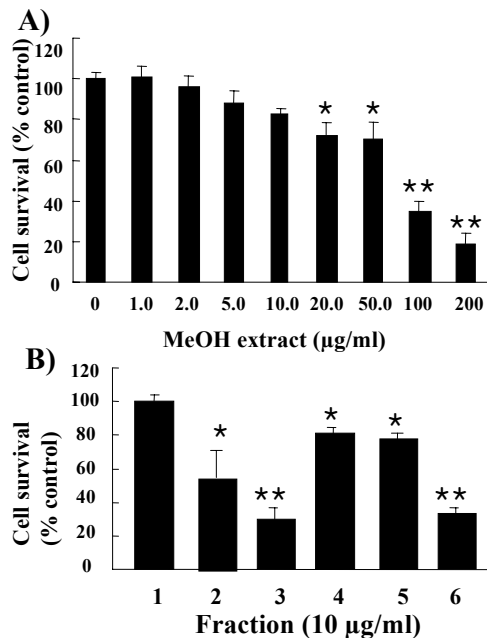 A)
120
100
80
60
40
20
0
Cell survival (% control)
* *
** **
0 1.0 2.0 5.0 10.0 20.0 50.0 100 200
MeOH extract (µg/ml)
B)
120
100
80
60
40
20
0
Cell survival
(% control)
* ** * * **
1 2 3 4 5 6
Fraction (10 µg/ml)